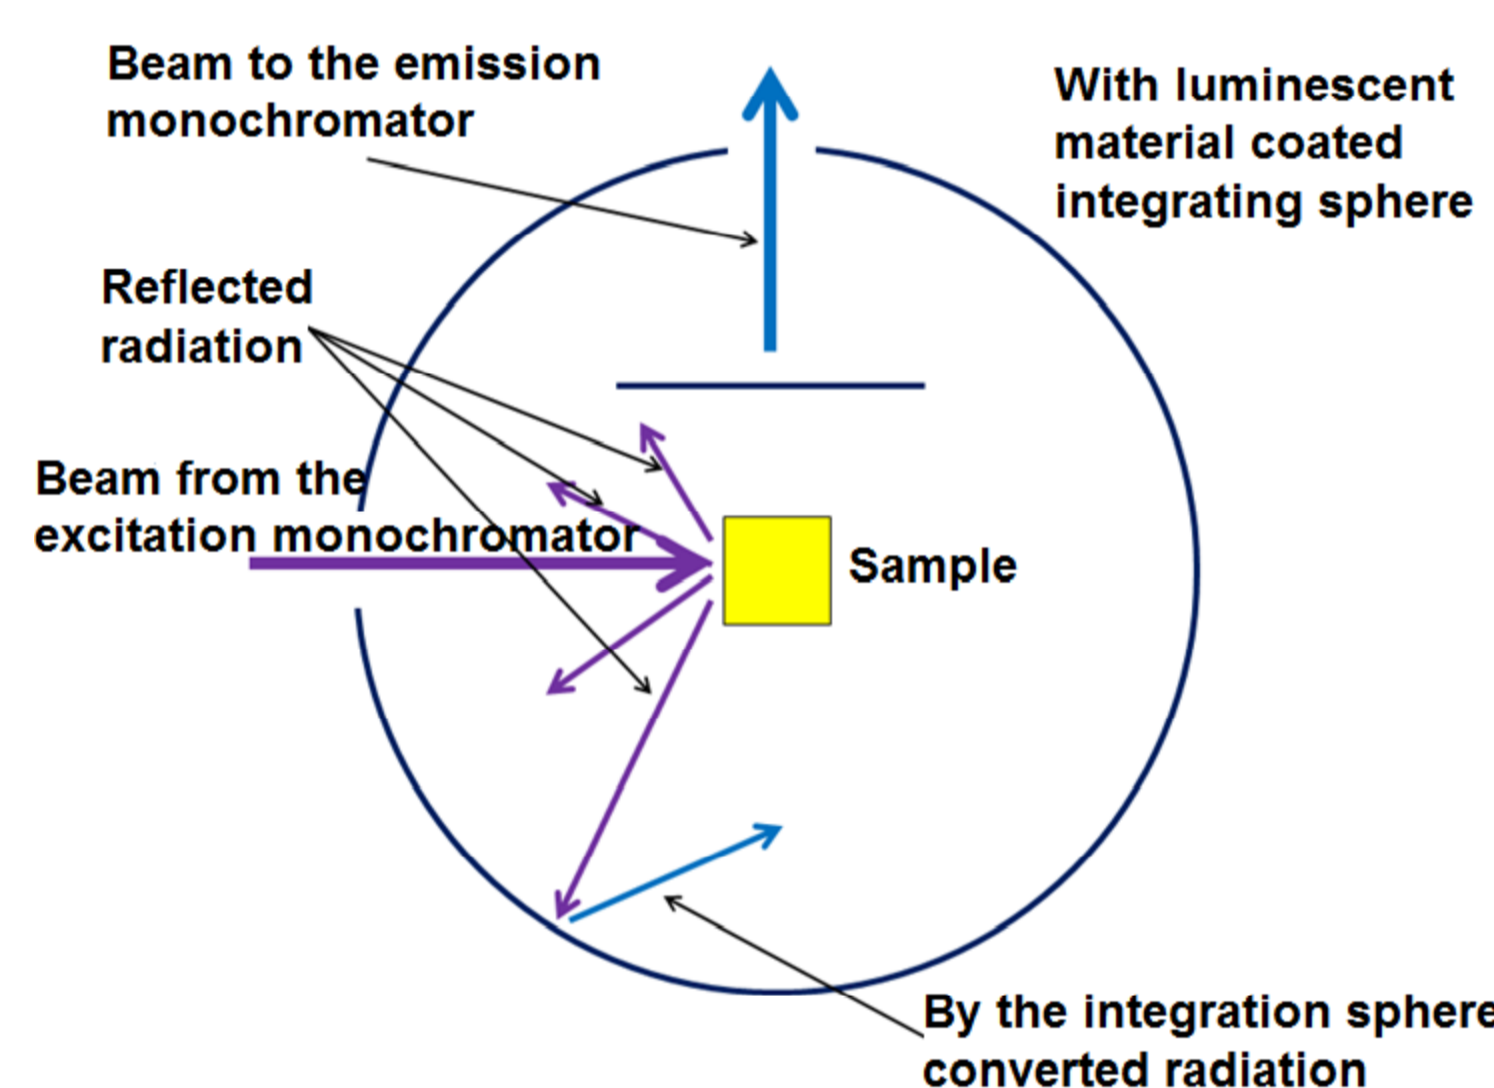 Beam to the emission
monochromator
With luminescent
material coated
integrating sphere
Reflected
radiation
Beam from the
excitation monochromator
Sample
By the integration sphere
converted radiation